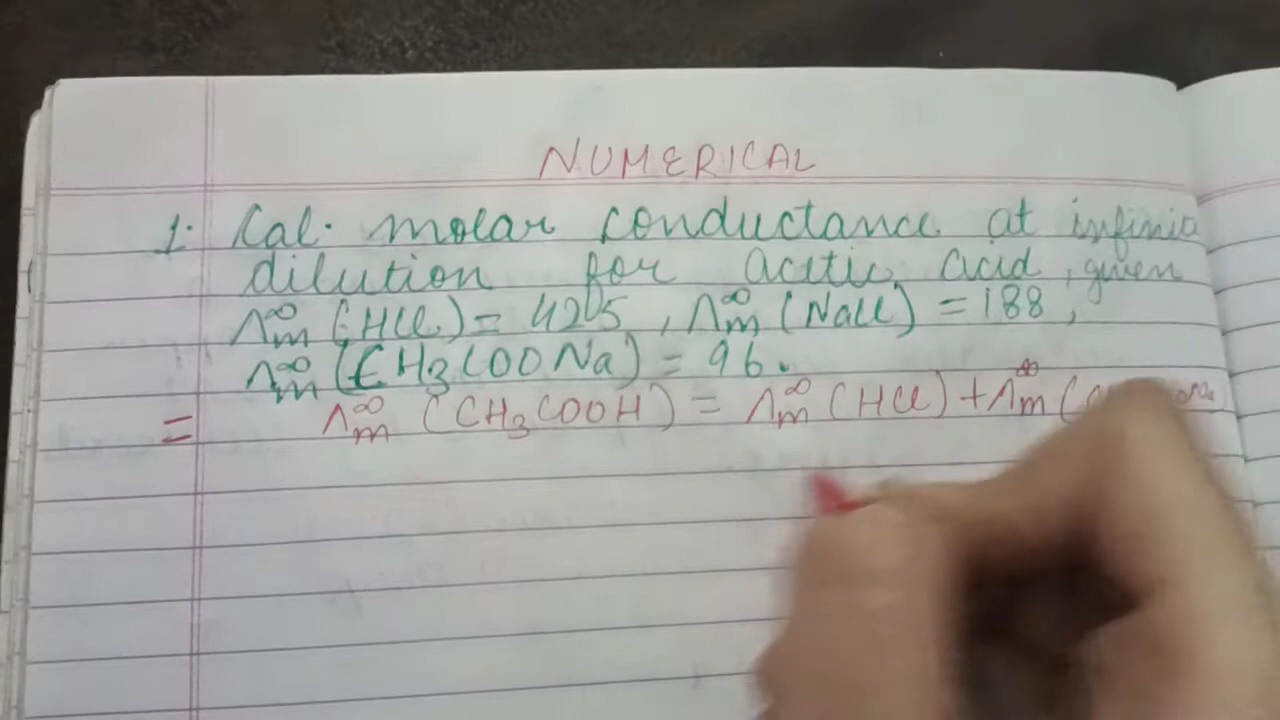 NUMERICAL
1. Cal. molar conductance at infinite
dilution for acetic acid, given
Λ∞m (HCl) = 4205, Λ∞m (NaCl) = 188,
Λ∞m (CH3COONa) = 96.
= Λ∞m (CH3COOH) = Λ∞m (HCl) + Λ∞m (